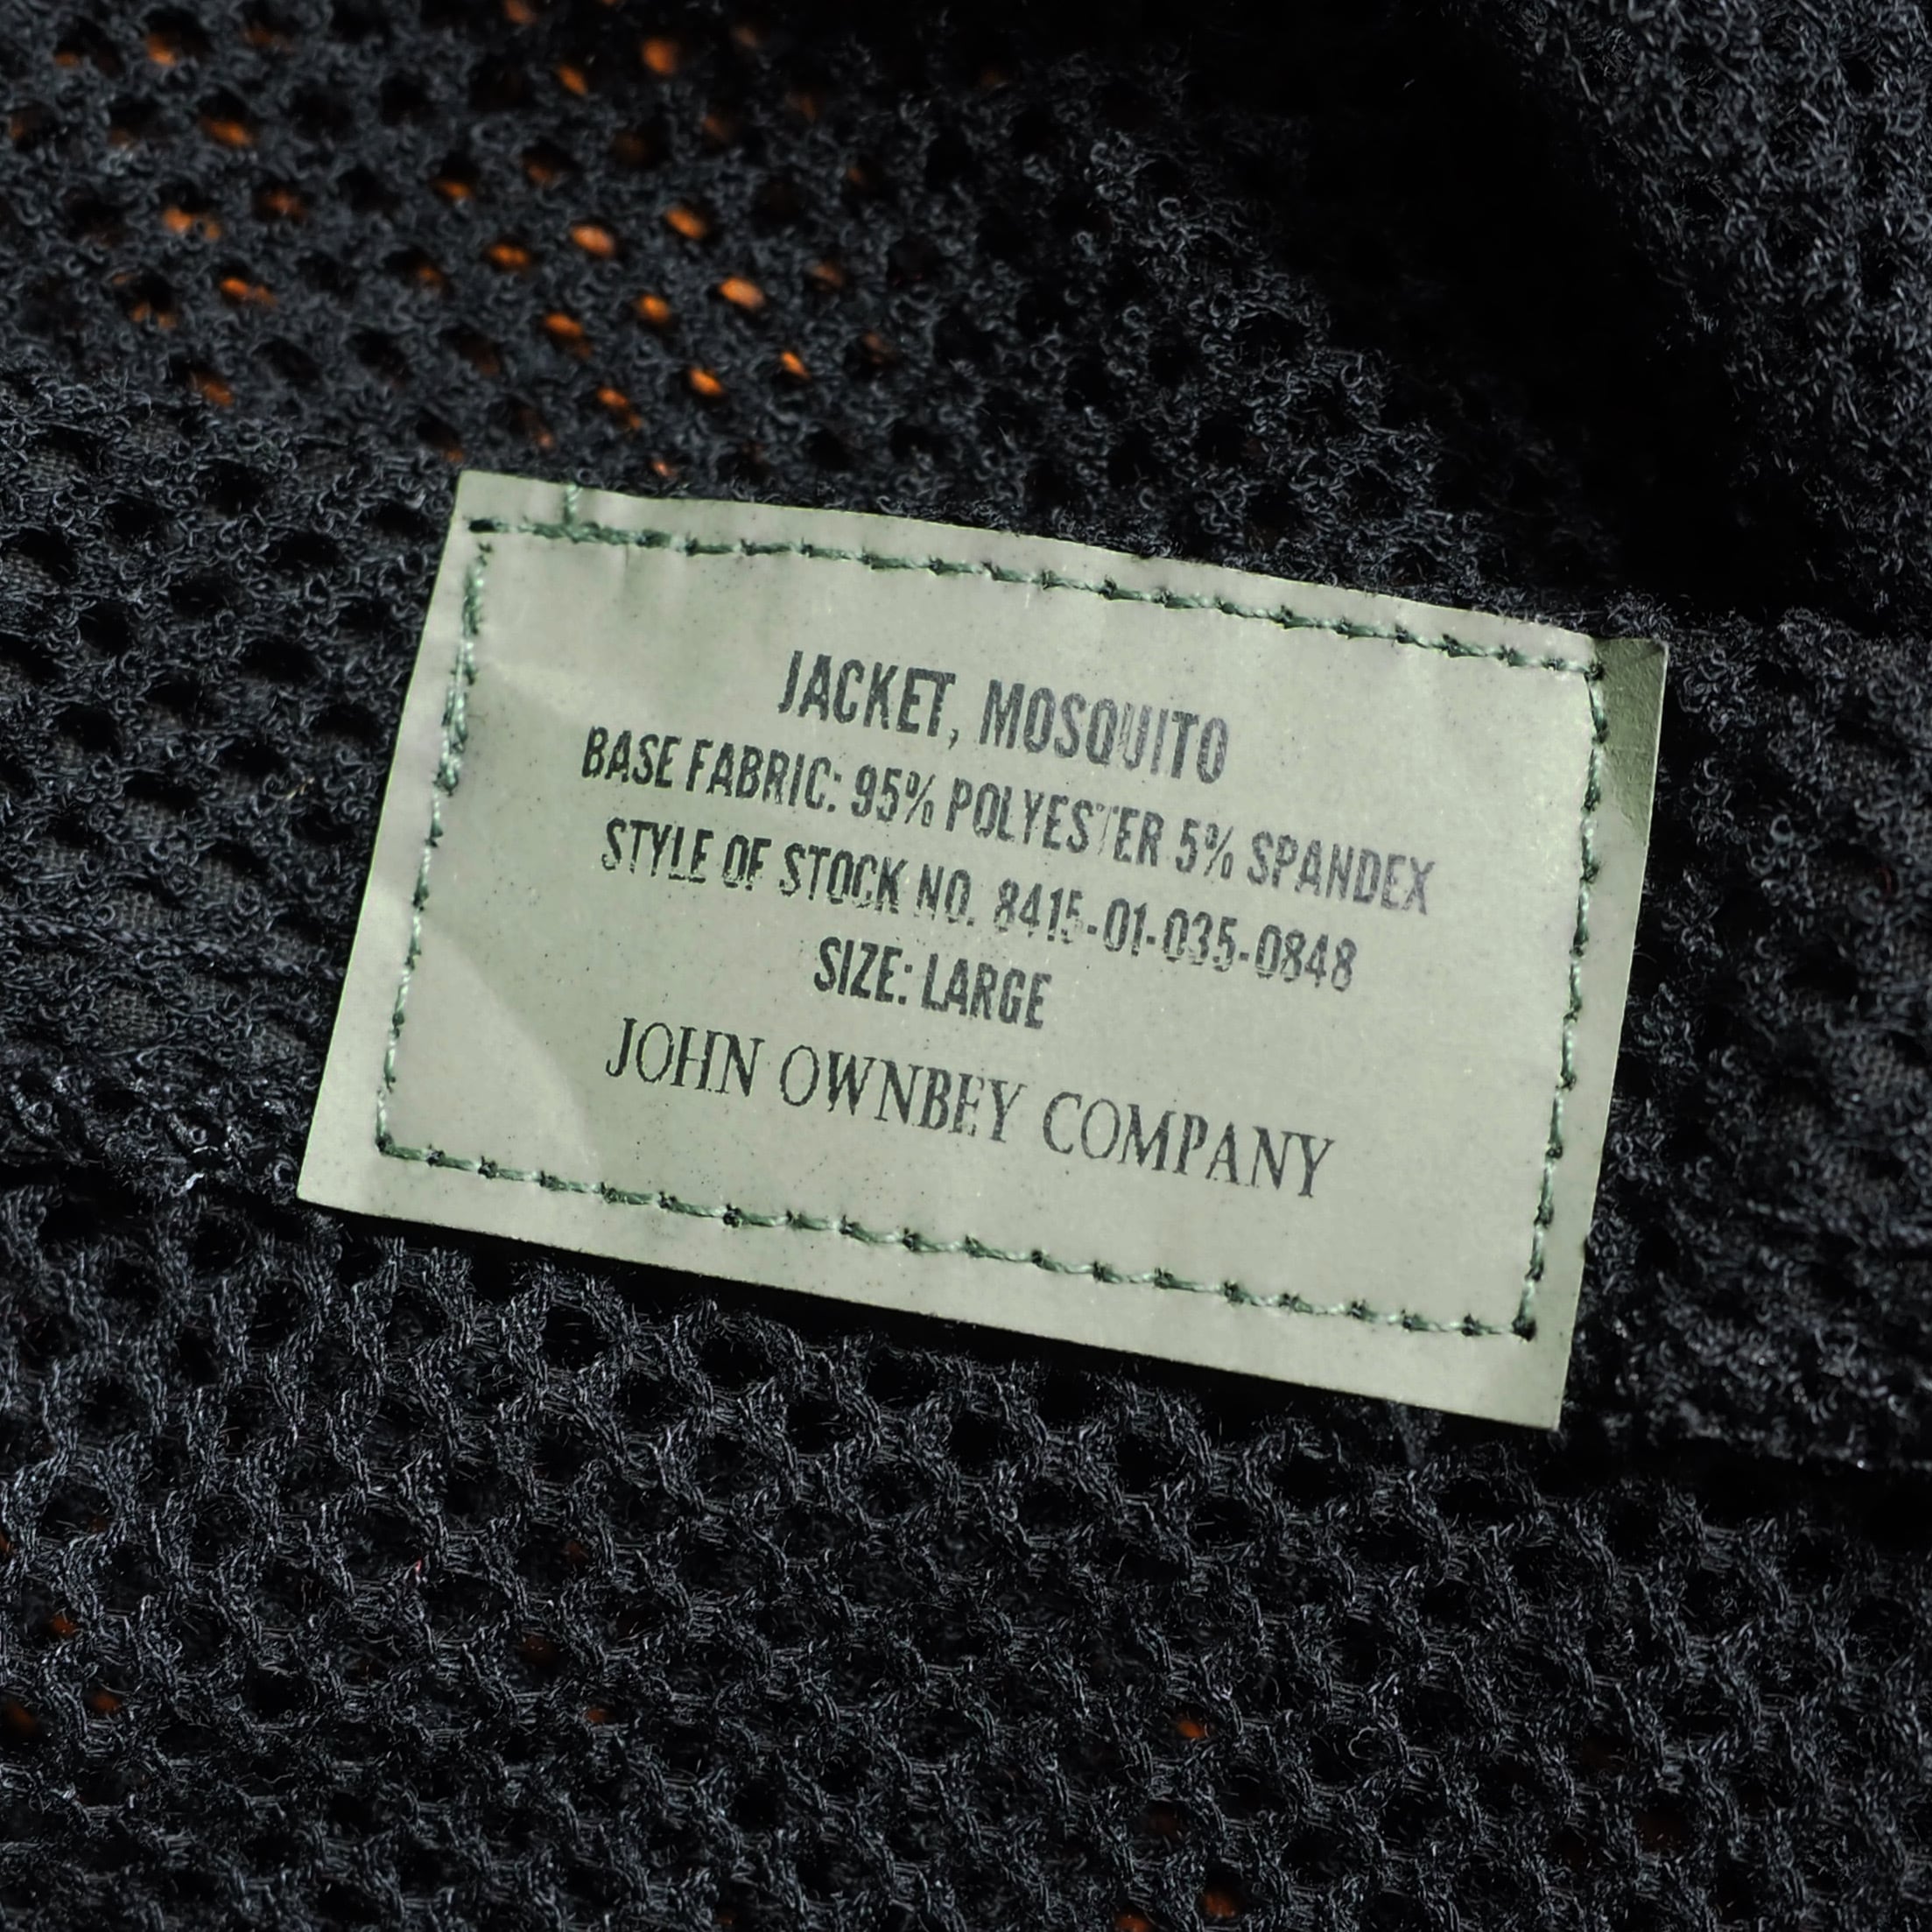 JACKET, MOSQUITO
BASE FABRIC: 95% POLYESTER 5% SPANDEX
STYLE OF STOCK NO. 8415-01-035-0848
SIZE: LARGE
JOHN OWNBEY COMPANY